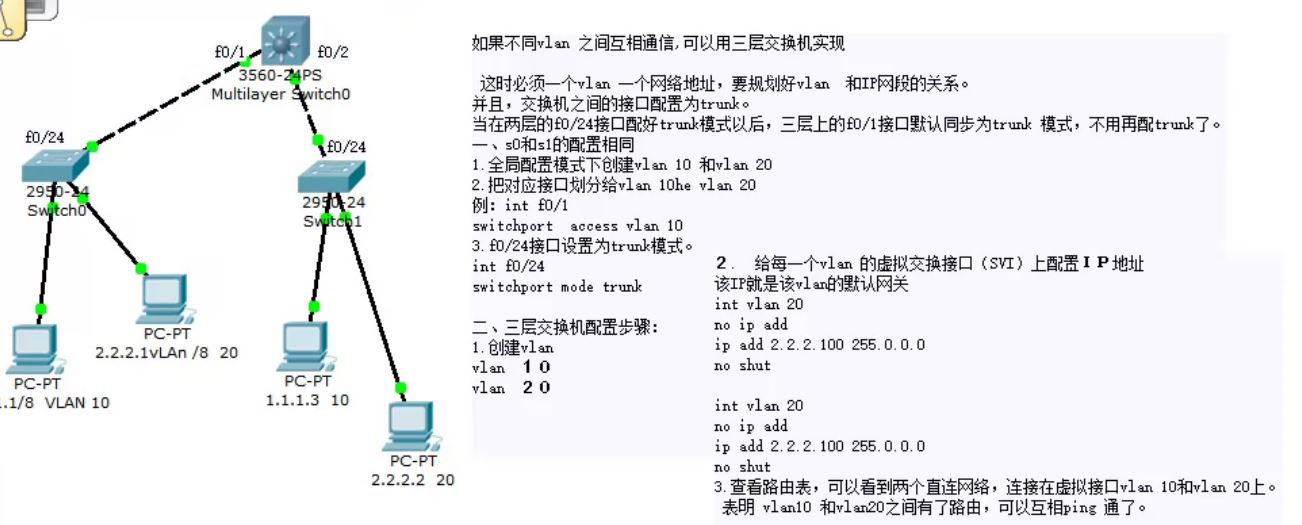 f0/1
f0/2
3560-24PS
Multilayer Switch0
f0/24
2950-24
Switch0
f0/24
2950-24
Switch1
PC-PT
2.2.2.1vLAn /8 20
PC-PT
.1/8 VLAN 10
PC-PT
1.1.1.3 10
PC-PT
2.2.2.2 20
如果不同vlan 之间互相通信,可以用三层交换机实现
这时必须一个vlan 一个网络地址，要规划好vlan 和IP网段的关系。
并且，交换机之间的接口配置为trunk。
当在两层的f0/24接口配好trunk模式以后，三层上的f0/1接口默认同步为trunk 模式，不用再配trunk了。
一、s0和s1的配置相同
1.全局配置模式下创建vlan 10 和vlan 20
2.把对应接口划分给vlan 10he vlan 20
例：int f0/1
switchport access vlan 10
3.f0/24接口设置为trunk模式。
int f0/24
switchport mode trunk
二、三层交换机配置步骤：
1.创建vlan
vlan １０
vlan ２０
２． 给每一个vlan 的虚拟交换接口（SVI）上配置ＩＰ地址
该IP就是该vlan的默认网关
int vlan 20
no ip add
ip add 2.2.2.100 255.0.0.0
no shut
int vlan 20
no ip add
ip add 2.2.2.100 255.0.0.0
no shut
3.查看路由表，可以看到两个直连网络，连接在虚拟接口vlan 10和vlan 20上。
表明 vlan10 和vlan20之间有了路由，可以互相ping 通了。